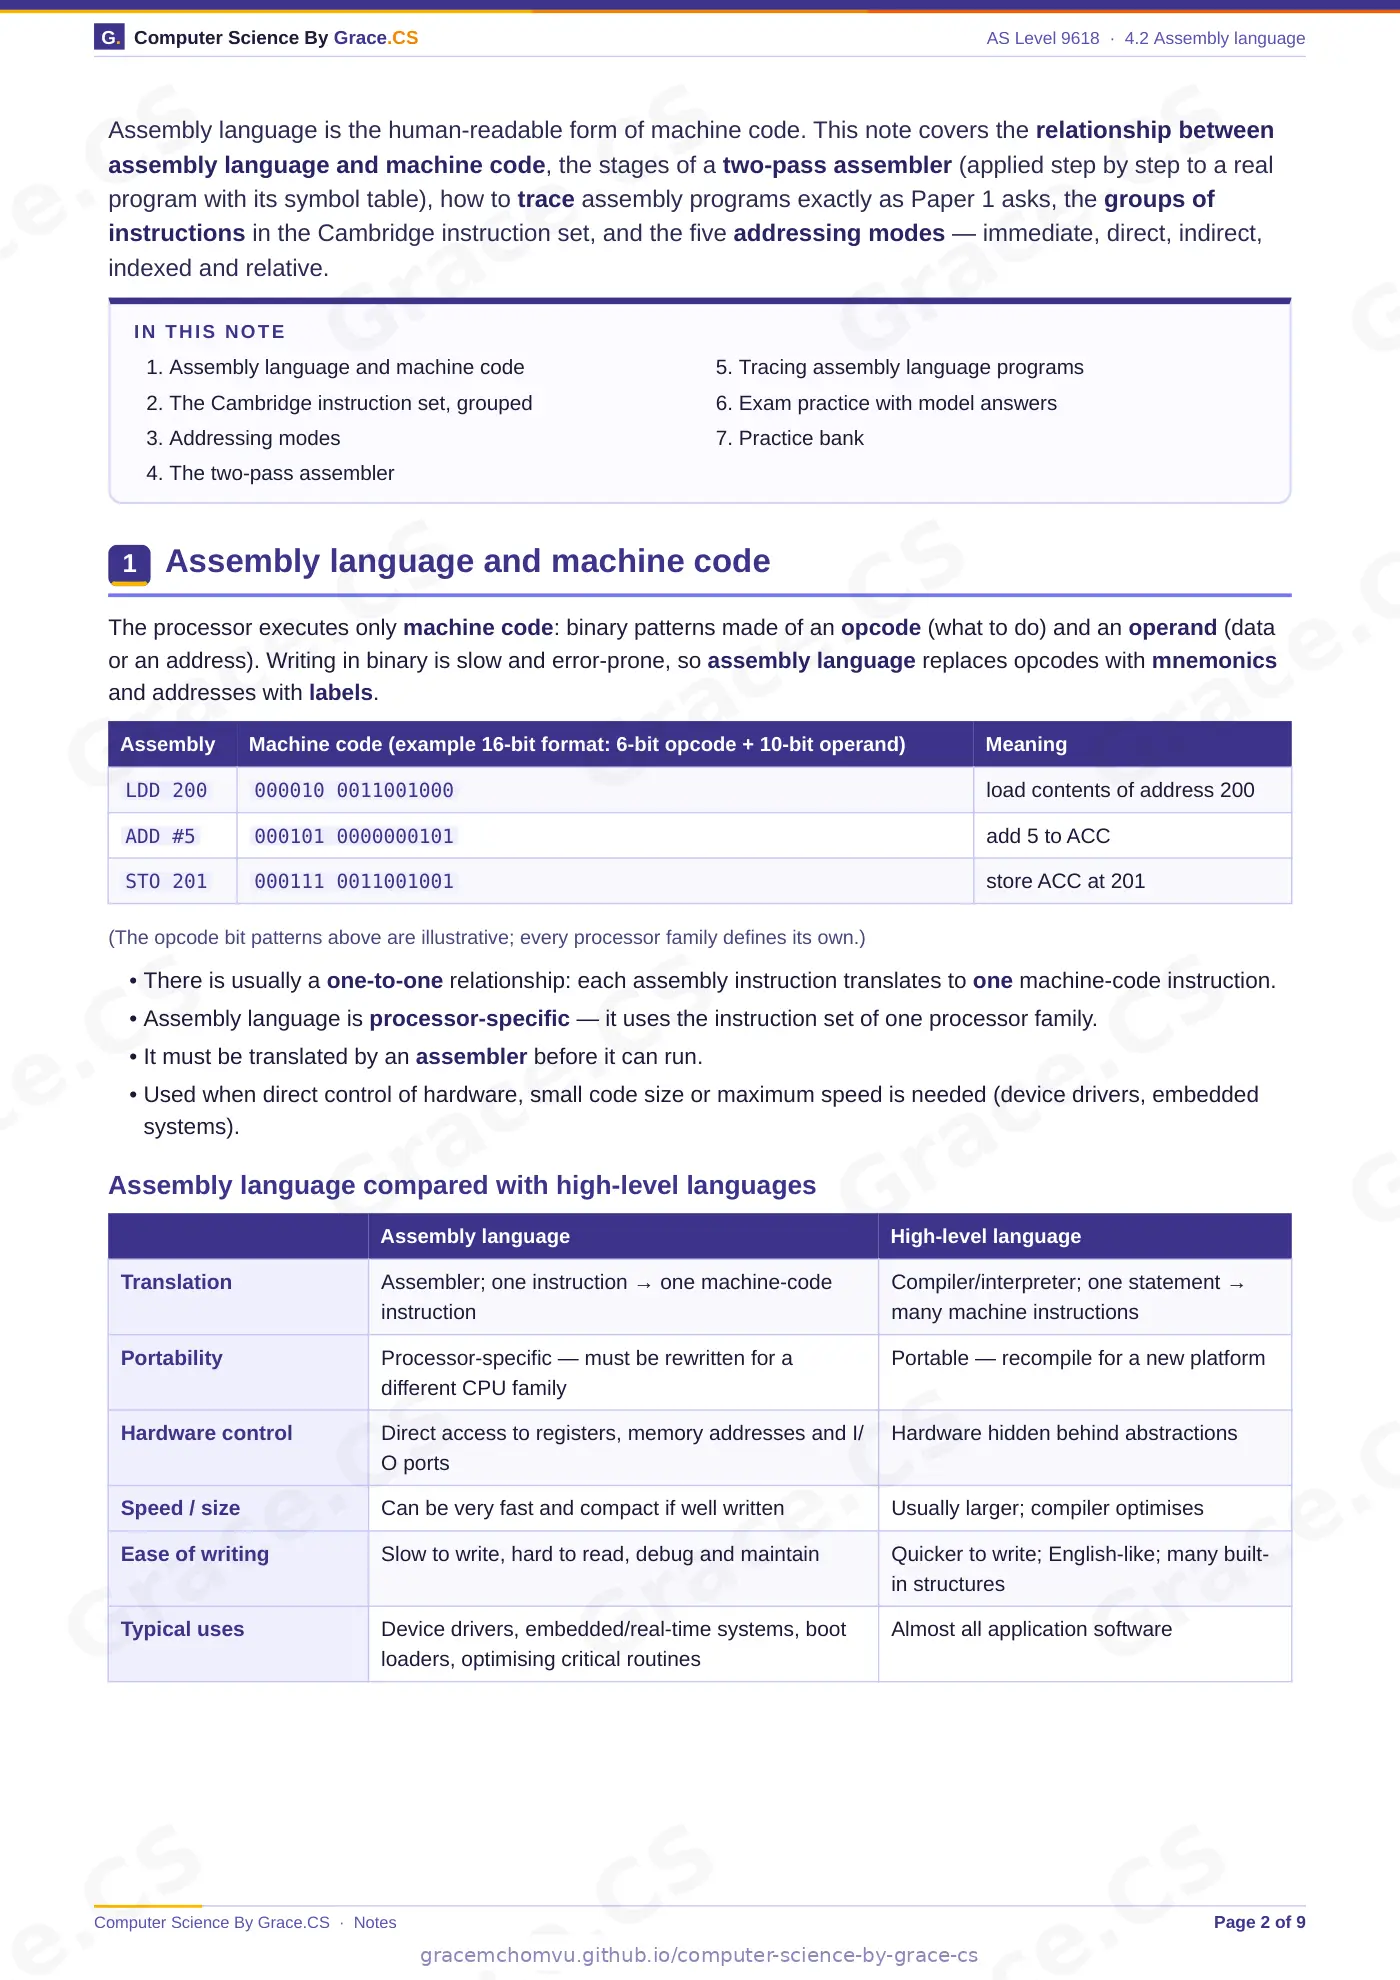 G. Computer Science By Grace.CS
AS Level 9618 · 4.2 Assembly language
Assembly language is the human-readable form of machine code. This note covers the relationship between
assembly language and machine code, the stages of a two-pass assembler (applied step by step to a real
program with its symbol table), how to trace assembly programs exactly as Paper 1 asks, the groups of
instructions in the Cambridge instruction set, and the five addressing modes — immediate, direct, indirect,
indexed and relative.
IN THIS NOTE
1. Assembly language and machine code
2. The Cambridge instruction set, grouped
3. Addressing modes
4. The two-pass assembler
5. Tracing assembly language programs
6. Exam practice with model answers
7. Practice bank
1 Assembly language and machine code
The processor executes only machine code: binary patterns made of an opcode (what to do) and an operand (data
or an address). Writing in binary is slow and error-prone, so assembly language replaces opcodes with mnemonics
and addresses with labels.
Assembly Machine code (example 16-bit format: 6-bit opcode + 10-bit operand) Meaning
LDD 200 000010 0011001000 load contents of address 200
ADD #5 000101 0000000101 add 5 to ACC
STO 201 000111 0011001001 store ACC at 201
(The opcode bit patterns above are illustrative; every processor family defines its own.)
• There is usually a one-to-one relationship: each assembly instruction translates to one machine-code instruction.
• Assembly language is processor-specific — it uses the instruction set of one processor family.
• It must be translated by an assembler before it can run.
• Used when direct control of hardware, small code size or maximum speed is needed (device drivers, embedded
systems).
Assembly language compared with high-level languages
Assembly language High-level language
Translation
Assembler; one instruction → one machine-code
instruction
Compiler/interpreter; one statement →
many machine instructions
Portability
Processor-specific — must be rewritten for a
different CPU family
Portable — recompile for a new platform
Hardware control
Direct access to registers, memory addresses and I/
O ports
Hardware hidden behind abstractions
Speed / size
Can be very fast and compact if well written
Usually larger; compiler optimises
Ease of writing
Slow to write, hard to read, debug and maintain
Quicker to write; English-like; many built-
in structures
Typical uses
Device drivers, embedded/real-time systems, boot
loaders, optimising critical routines
Almost all application software
Computer Science By Grace.CS · Notes
Page 2 of 9
gracemchomvu.github.io/computer-science-by-grace-cs